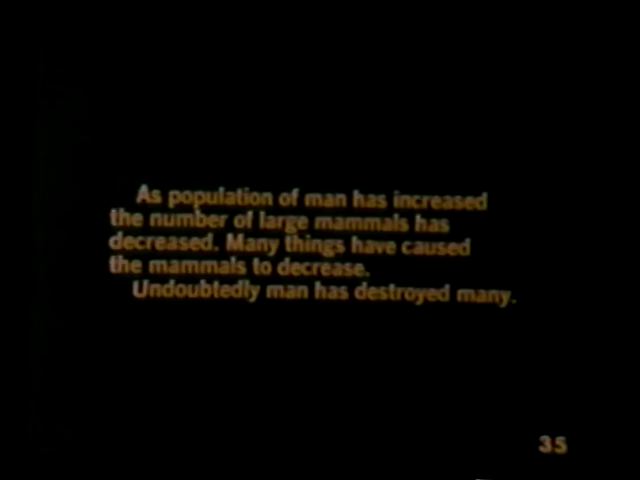 As population of man has increased
the number of large mammals has
decreased. Many things have caused
the mammals to decrease.
Undoubtedly man has destroyed many.
35